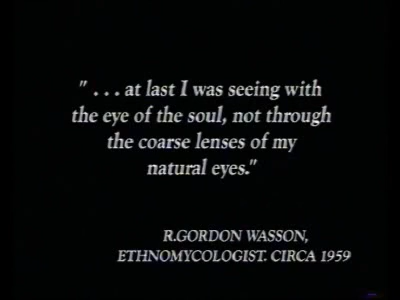 " . . . at last I was seeing with
the eye of the soul, not through
the coarse lenses of my
natural eyes."
R.GORDON WASSON,
ETHNOMYCOLOGIST. CIRCA 1959